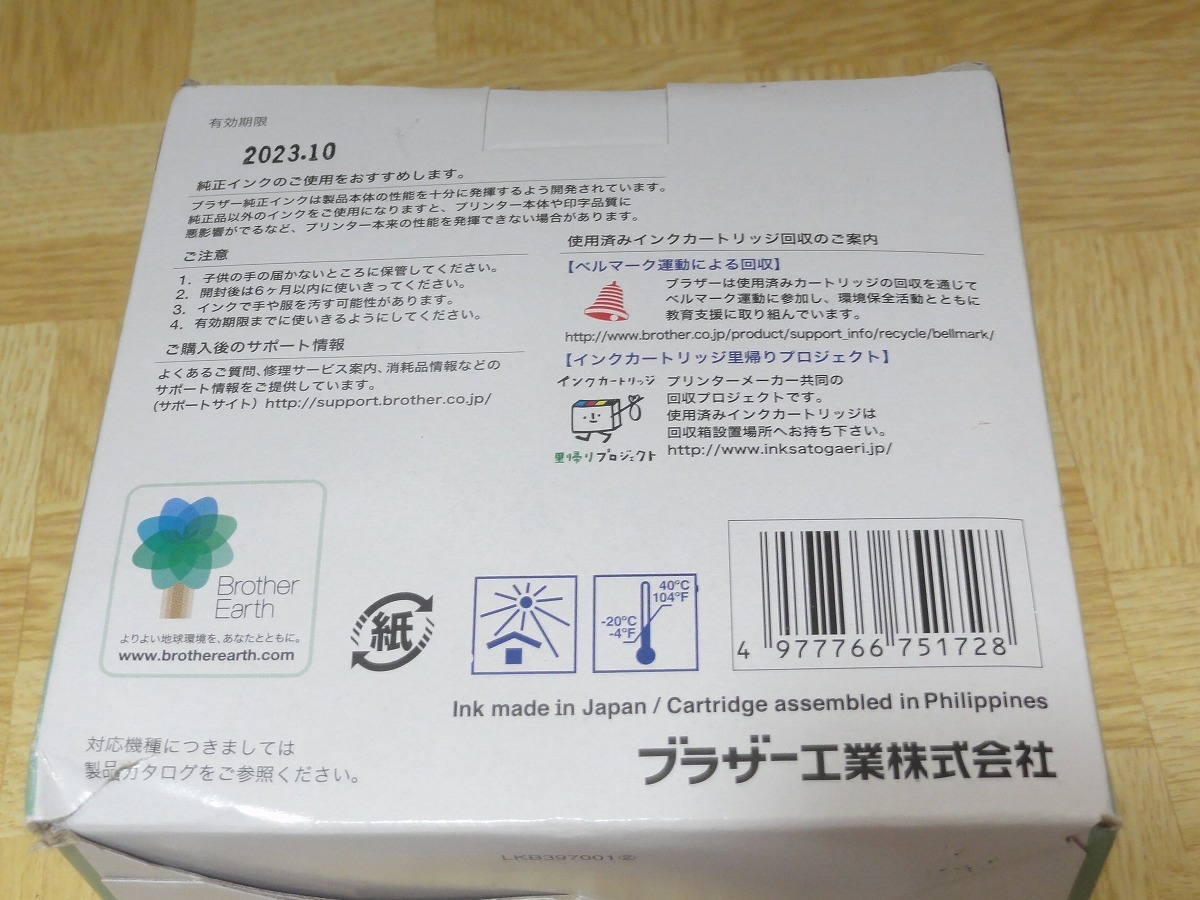 有効期限
2023.10
純正インクのご使用をおすすめします。
ブラザー純正インクは製品本体の性能を十分に発揮するよう開発されています。
純正品以外のインクをご使用になりますと、プリンター本体や印字品質に
悪影響がでるなど、プリンター本来の性能を発揮できない場合があります。
ご注意
1. 子供の手の届かないところに保管してください。
2. 開封後は6ヶ月以内に使いきってください。
3. インクで手や服を汚す可能性があります。
4. 有効期限までに使いきるようにしてください。
ご購入後のサポート情報
よくあるご質問、修理サービス案内、消耗品情報などの
サポート情報をご提供しています。
(サポートサイト) http://support.brother.co.jp/
使用済みインクカートリッジ回収のご案内
【ベルマーク運動による回収】
ブラザーは使用済みカートリッジの回収を通じて
ベルマーク運動に参加し、環境保全活動とともに
教育支援に取り組んでいます。
http://www.brother.co.jp/product/support_info/recycle/bellmark/
【インクカートリッジ里帰りプロジェクト】
インクカートリッジ
里帰りプロジェクト
プリンターメーカー共同の
回収プロジェクトです。
使用済みインクカートリッジは
回収箱設置場所へお持ち下さい。
http://www.inksatogaeri.jp/
Brother
Earth
よりよい地球環境を、あなたとともに。
www.brotherearth.com
紙
40°C
104°F
-20°C
-4°F
4 977766 751728
Ink made in Japan / Cartridge assembled in Philippines
対応機種につきましては
製品カタログをご参照ください。
ブラザー工業株式会社
LKB397001②